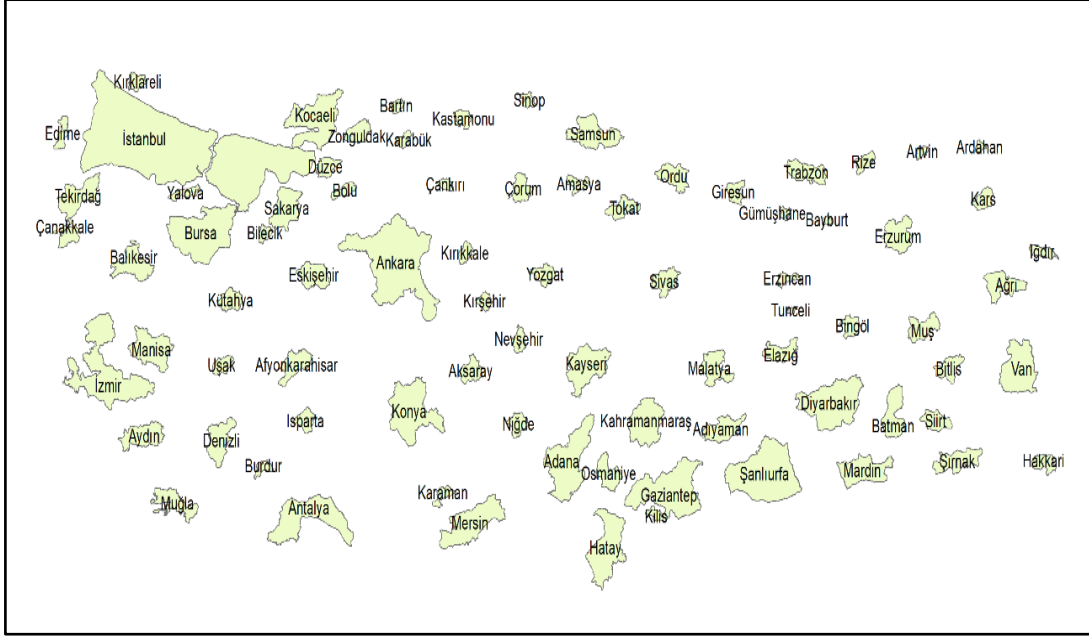 Kırklareli
Edirne
İstanbul
Kocaeli
Bartın
Kastamonu
Sinop
Zonguldak
Karabük
Samsun
Düzce
Tekirdağ
Yalova
Bolu
Çankırı
Çorum
Amasya
Ordu
Trabzon
Rize
Artvin
Ardahan
Çanakkale
Bursa
Bilecik
Sakarya
Tokat
Giresun
Gümüşhane
Bayburt
Kars
Erzurum
Balıkesir
Eskişehir
Ankara
Kırıkkale
Yozgat
Sivas
Erzincan
Iğdır
Ağrı
Kütahya
Kırşehir
Tunceli
Bingöl
Muş
Manisa
Uşak
Afyonkarahisar
Nevşehir
Aksaray
Kayseri
Malatya
Elazığ
Bitlis
Van
İzmir
Aydın
Denizli
Isparta
Konya
Niğde
Kahramanmaraş
Adıyaman
Diyarbakır
Batman
Siirt
Burdur
Adana
Osmaniye
Gaziantep
Şanlıurfa
Mardin
Şırnak
Hakkari
Muğla
Antalya
Karaman
Mersin
Kilis
Hatay